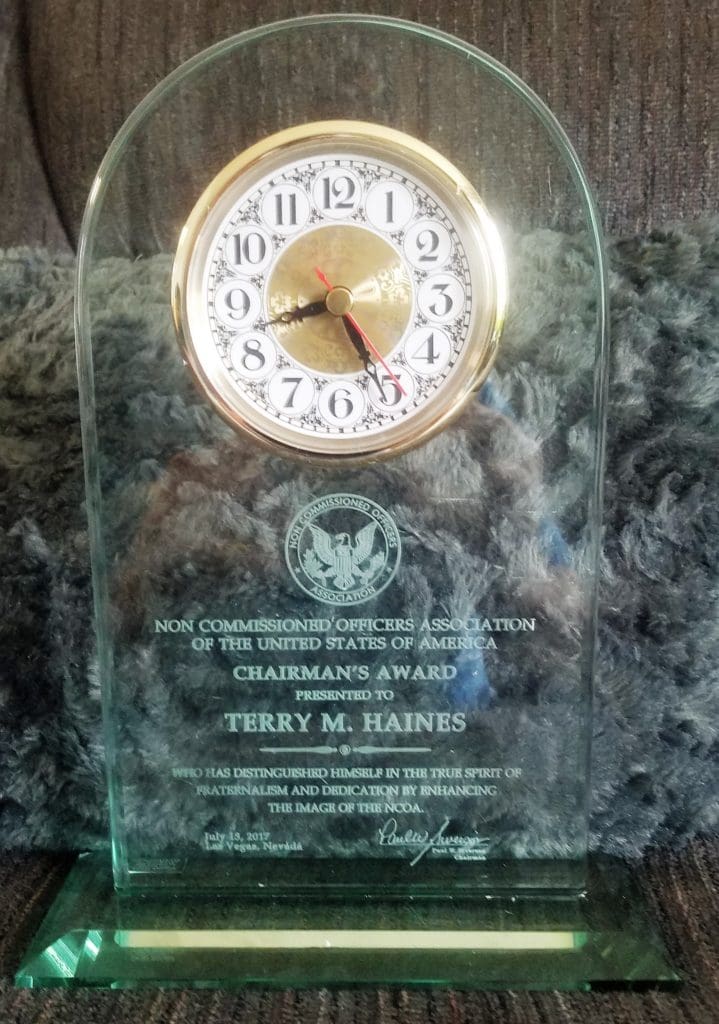 12
1
2
3
4
5
6
7
8
9
10
11
NON COMMISSIONED OFFICERS
ASSOCIATION
NON COMMISSIONED OFFICERS ASSOCIATION
OF THE UNITED STATES OF AMERICA
CHAIRMAN'S AWARD
PRESENTED TO
TERRY M. HAINES
WHO HAS DISTINGUISHED HIMSELF IN THE TRUE SPIRIT OF
FRATERNALISM AND DEDICATION BY ENHANCING
THE IMAGE OF THE NCOA.
July 13, 2017
Las Vegas, Nevada
Paul W.
Chairman